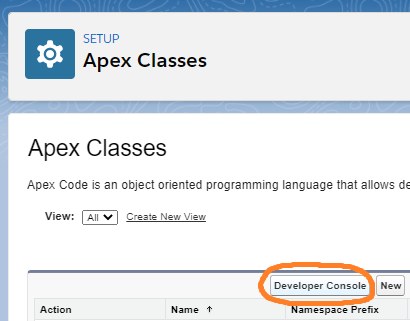 SETUP
Apex Classes
Apex Classes
Apex Code is an object oriented programming language that allows de
View: All Create New View
Developer Console New
Action Name ↑ Namespace Prefix